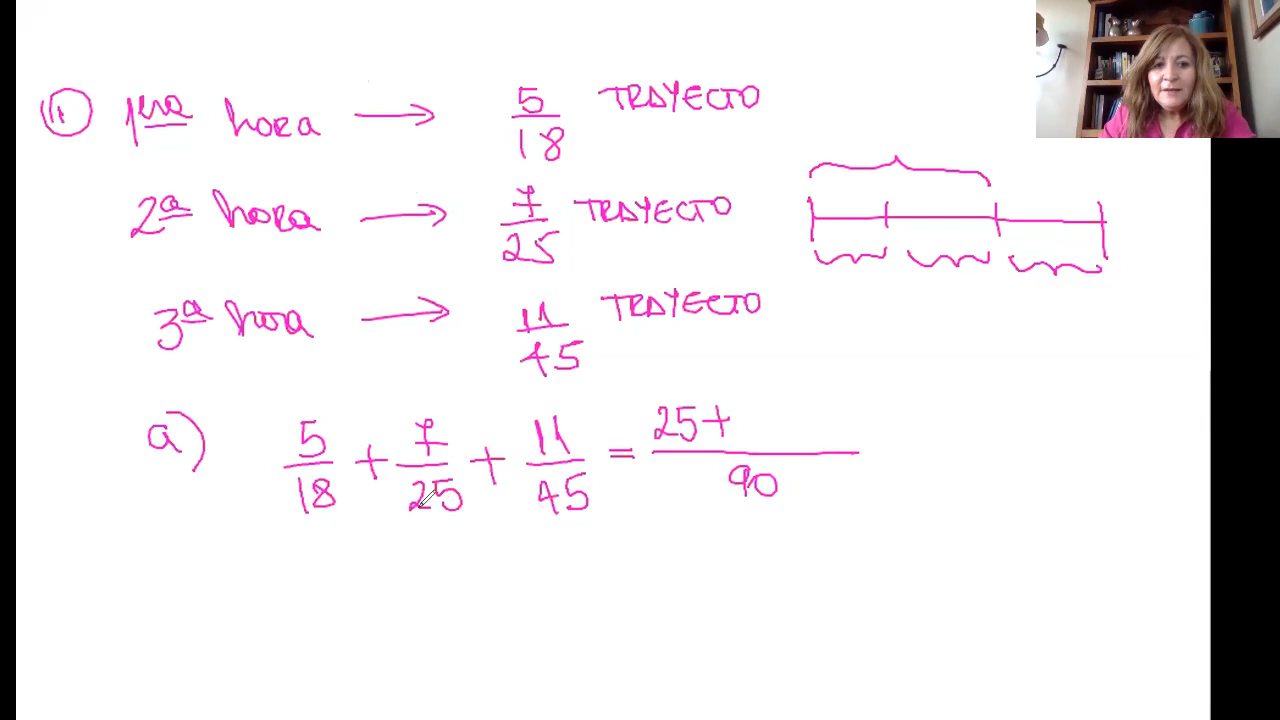 11 1era hora → 5/18 TRAYECTO
2ª hora → 7/25 TRAYECTO
3ª hora → 11/45 TRAYECTO
a) 5/18 + 7/25 + 11/45 = 25+/90